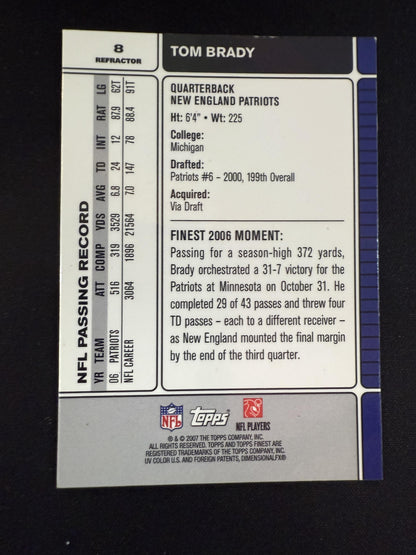 8
REFRACTOR
TOM BRADY
QUARTERBACK
NEW ENGLAND PATRIOTS
Ht: 6'4" • Wt: 225
College:
Michigan
Drafted:
Patriots #6 – 2000, 199th Overall
Acquired:
Via Draft
FINEST 2006 MOMENT:
Passing for a season-high 372 yards,
Brady orchestrated a 31-7 victory for the
Patriots at Minnesota on October 31. He
completed 29 of 43 passes and threw four
TD passes – each to a different receiver –
as New England mounted the final margin
by the end of the third quarter.
NFL PASSING RECORD
YR TEAM ATT COMP YDS AVG TD INT RAT LG
06 PATRIOTS 516 319 3529 6.8 24 12 87.9 62T
NFL CAREER 3064 1896 21564 7.0 147 78 88.4 91T
NFL
TOPPS
NFL PLAYERS
® & © 2007 THE TOPPS COMPANY, INC.
ALL RIGHTS RESERVED. TOPPS AND TOPPS FINEST ARE
REGISTERED TRADEMARKS OF THE TOPPS COMPANY, INC.
UV COLOR U.S. AND FOREIGN PATENTS, DIMENSIONALFX®